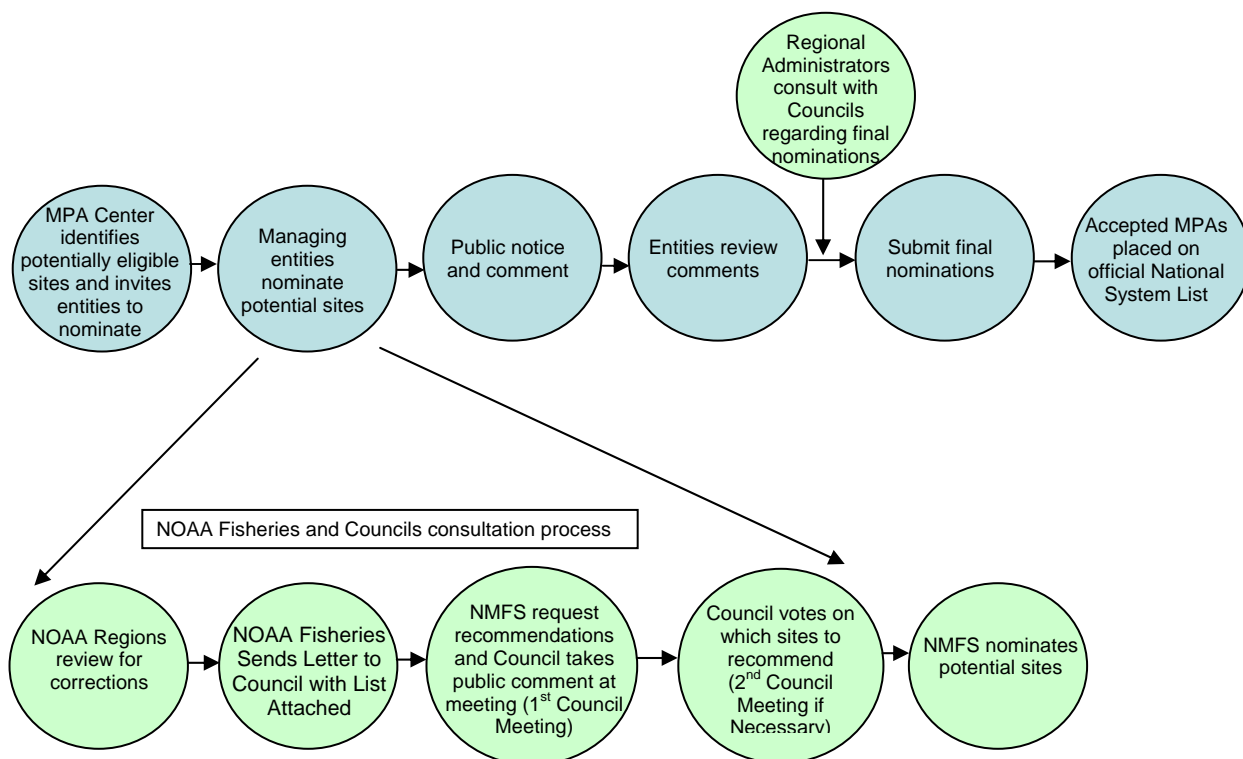 Regional
Administrators
consult with
Councils
regarding final
nominations
MPA Center
identifies
potentially eligible
sites and invites
entities to
nominate
Managing
entities
nominate
potential sites
Public notice
and comment
Entities review
comments
Submit final
nominations
Accepted MPAs
placed on
official National
System List
NOAA Fisheries and Councils consultation process
NOAA Regions
review for
corrections
NOAA Fisheries
Sends Letter to
Council with List
Attached
NMFS request
recommendations
and Council takes
public comment at
meeting (1st Council
Meeting)
Council votes on
which sites to
recommend
(2nd Council
Meeting if
Necessary)
NMFS nominates
potential sites